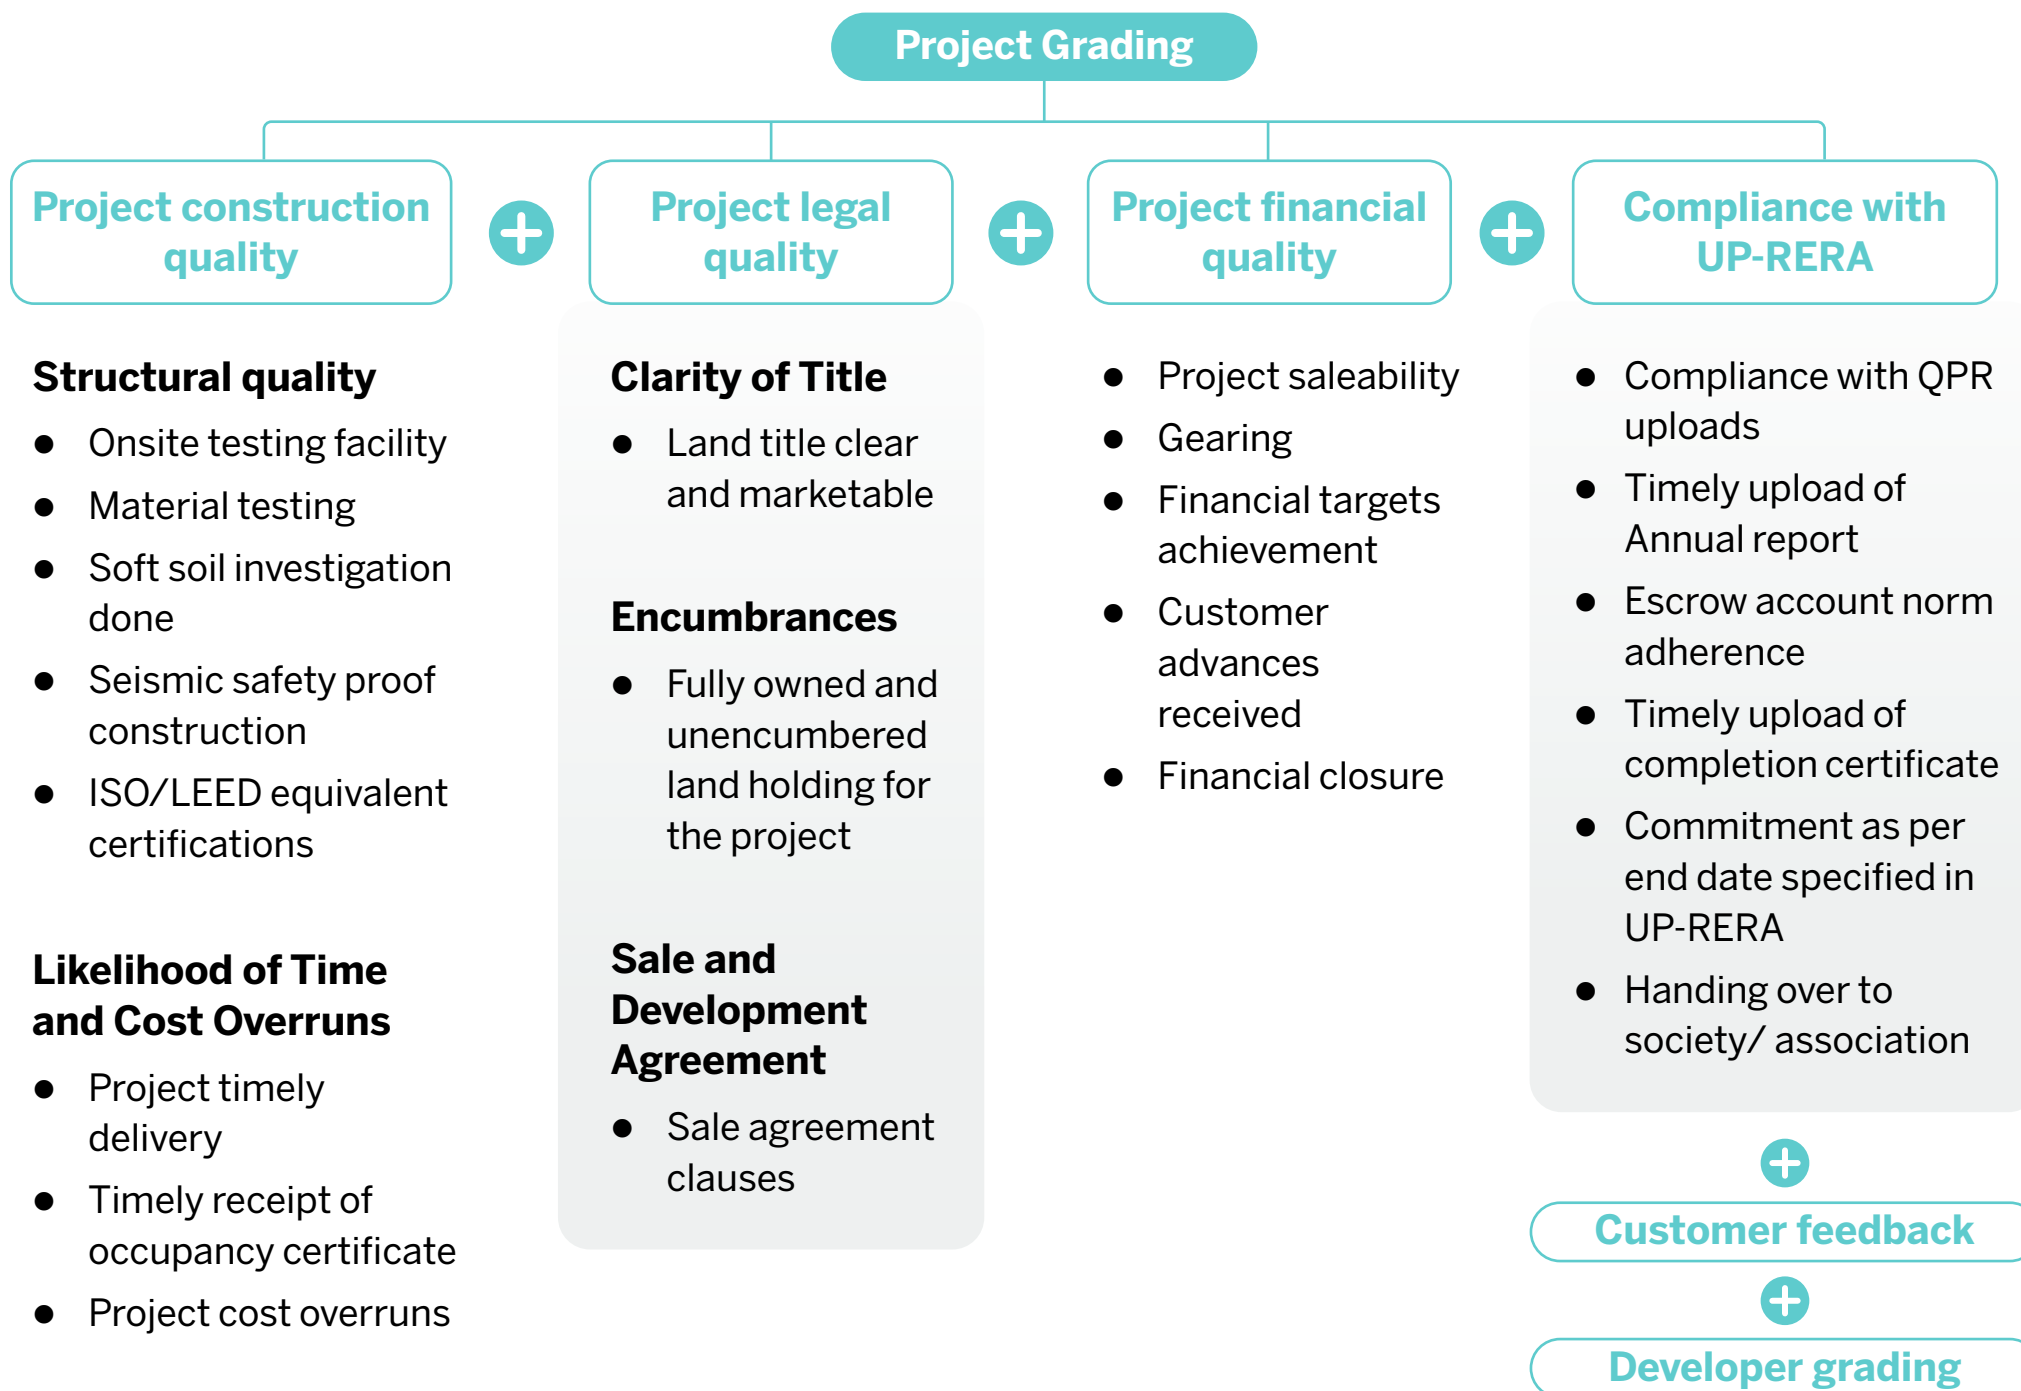 Project Grading
Project construction
quality
Project legal
quality
Project financial
quality
Compliance with
UP-RERA
Structural quality
● Onsite testing facility
● Material testing
● Soft soil investigation
done
● Seismic safety proof
construction
● ISO/LEED equivalent
certifications
Likelihood of Time
and Cost Overruns
● Project timely
delivery
● Timely receipt of
occupancy certificate
● Project cost overruns
Clarity of Title
● Land title clear
and marketable
Encumbrances
● Fully owned and
unencumbered
land holding for
the project
Sale and
Development
Agreement
● Sale agreement
clauses
● Project saleability
● Gearing
● Financial targets
achievement
● Customer
advances
received
● Financial closure
● Compliance with QPR
uploads
● Timely upload of
Annual report
● Escrow account norm
adherence
● Timely upload of
completion certificate
● Commitment as per
end date specified in
UP-RERA
● Handing over to
society/ association
Customer feedback
Developer grading